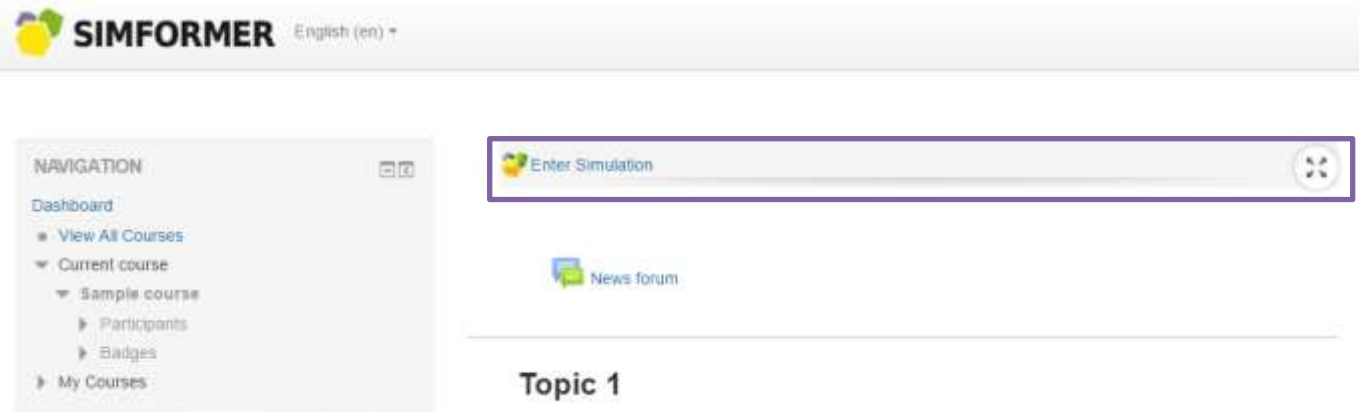 SIMFORMER
English (en)
NAVIGATION
Dashboard
View All Courses
Current course
Sample course
Participants
Badges
My Courses
Enter Simulation
News forum
Topic 1